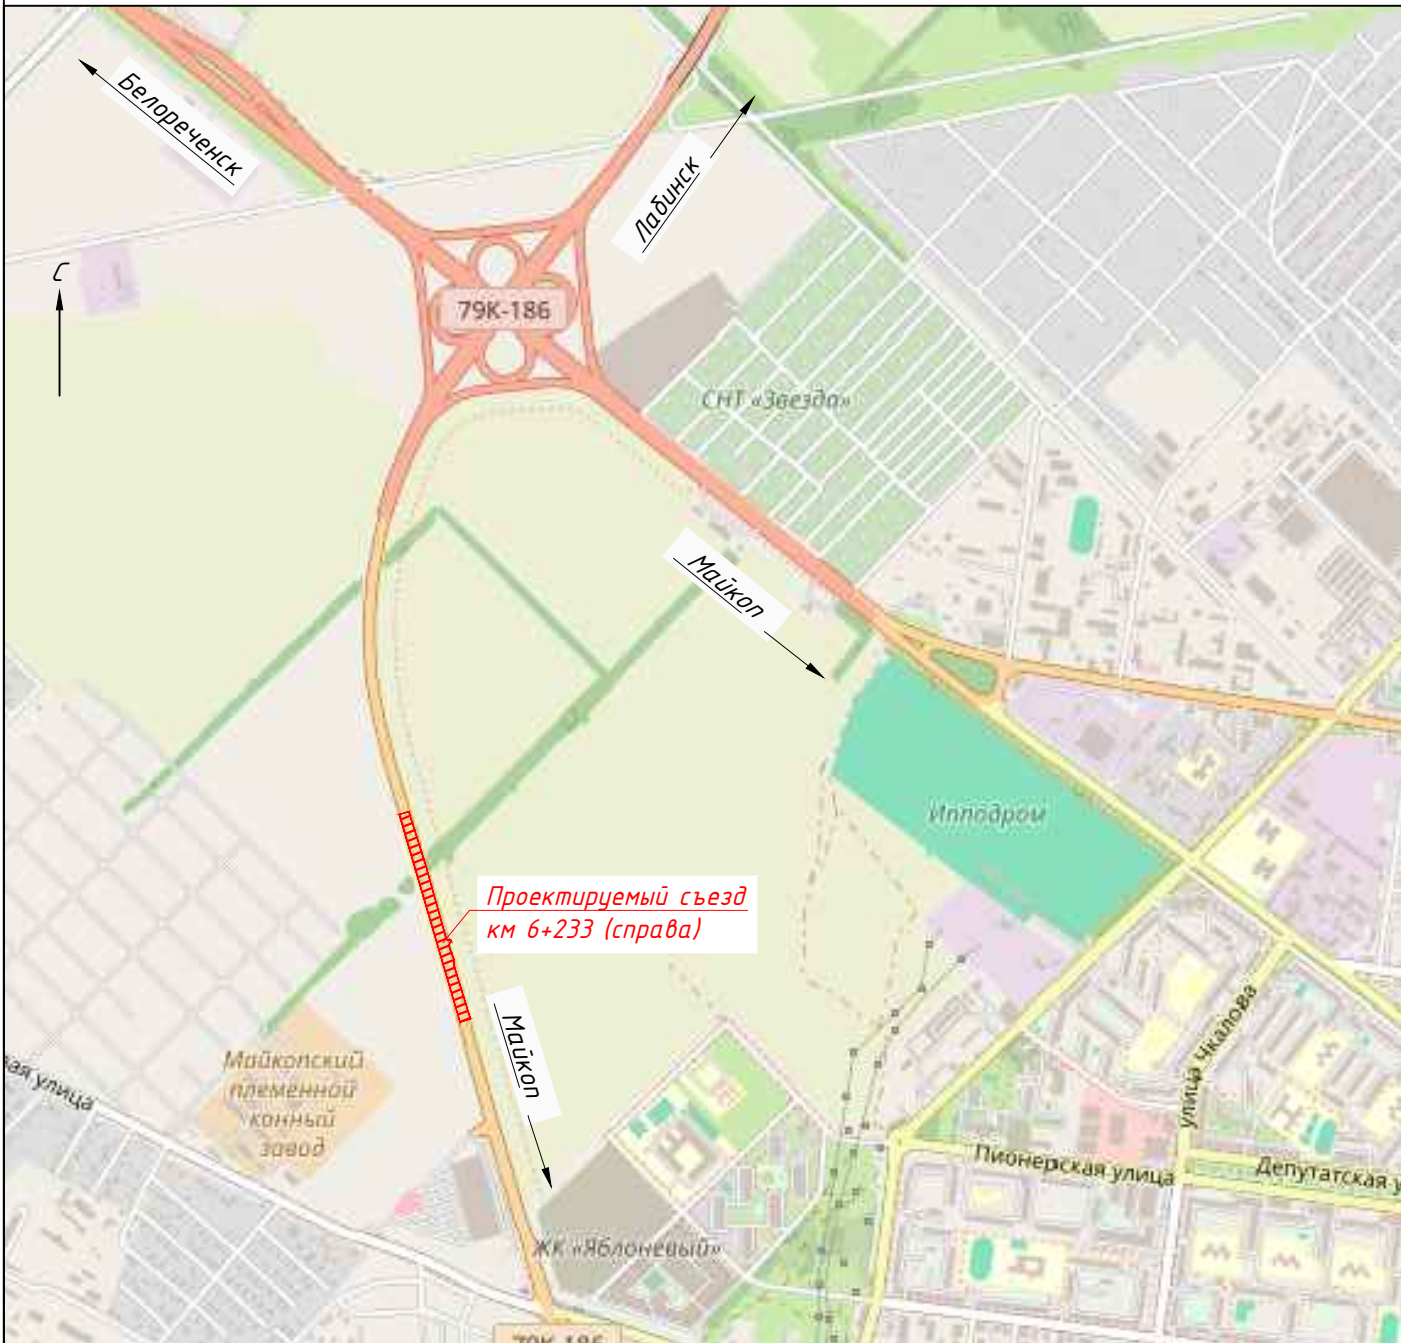 Белореченск
Лабинск
С
79К-186
СНТ «Звезда»
Майкоп
Ипподром
Проектируемый съезд
км 6+233 (справа)
Майкоп
улица Чкалова
Майкопский
племенной
конный
завод
ая улица
Пионерская улица
Депутатская у
ЖК «Яблоневый»
79К-186